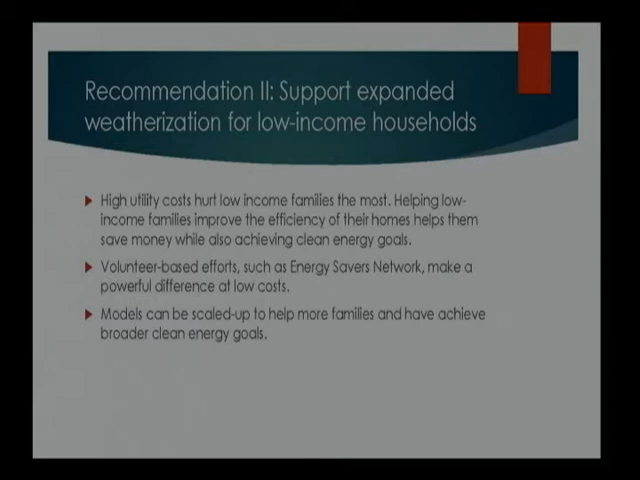 Recommendation II: Support expanded
weatherization for low-income households
High utility costs hurt low income families the most. Helping low-
income families improve the efficiency of their homes helps them
save money while also achieving clean energy goals.
Volunteer-based efforts, such as Energy Savers Network, make a
powerful difference at low costs.
Models can be scaled-up to help more families and have achieve
broader clean energy goals.